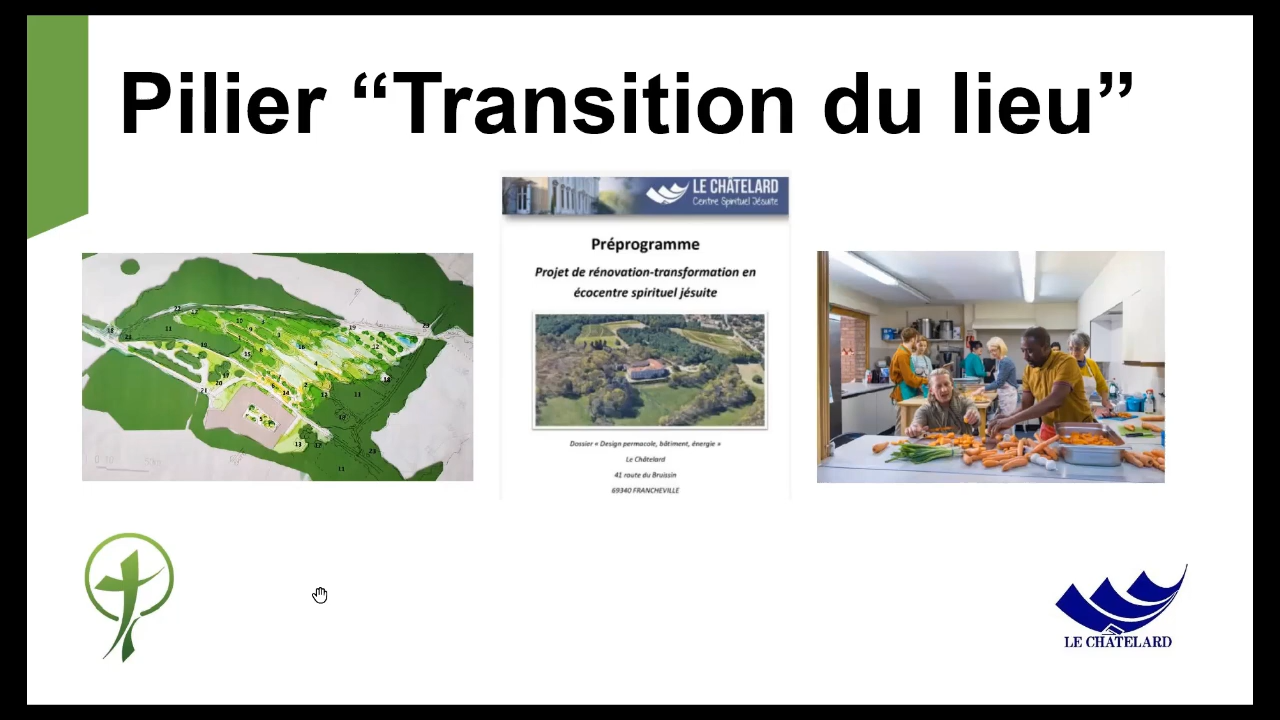 Pilier “Transition du lieu”
LE CHÂTELARD
Centre Spirituel Jésuite
Préprogramme
Projet de rénovation-transformation en
écocentre spirituel jésuite
Dossier « Design permacole, bâtiment, énergie »
Le Châtelard
41 route du Bruissin
69340 FRANCHEVILLE
LE CHÂTELARD